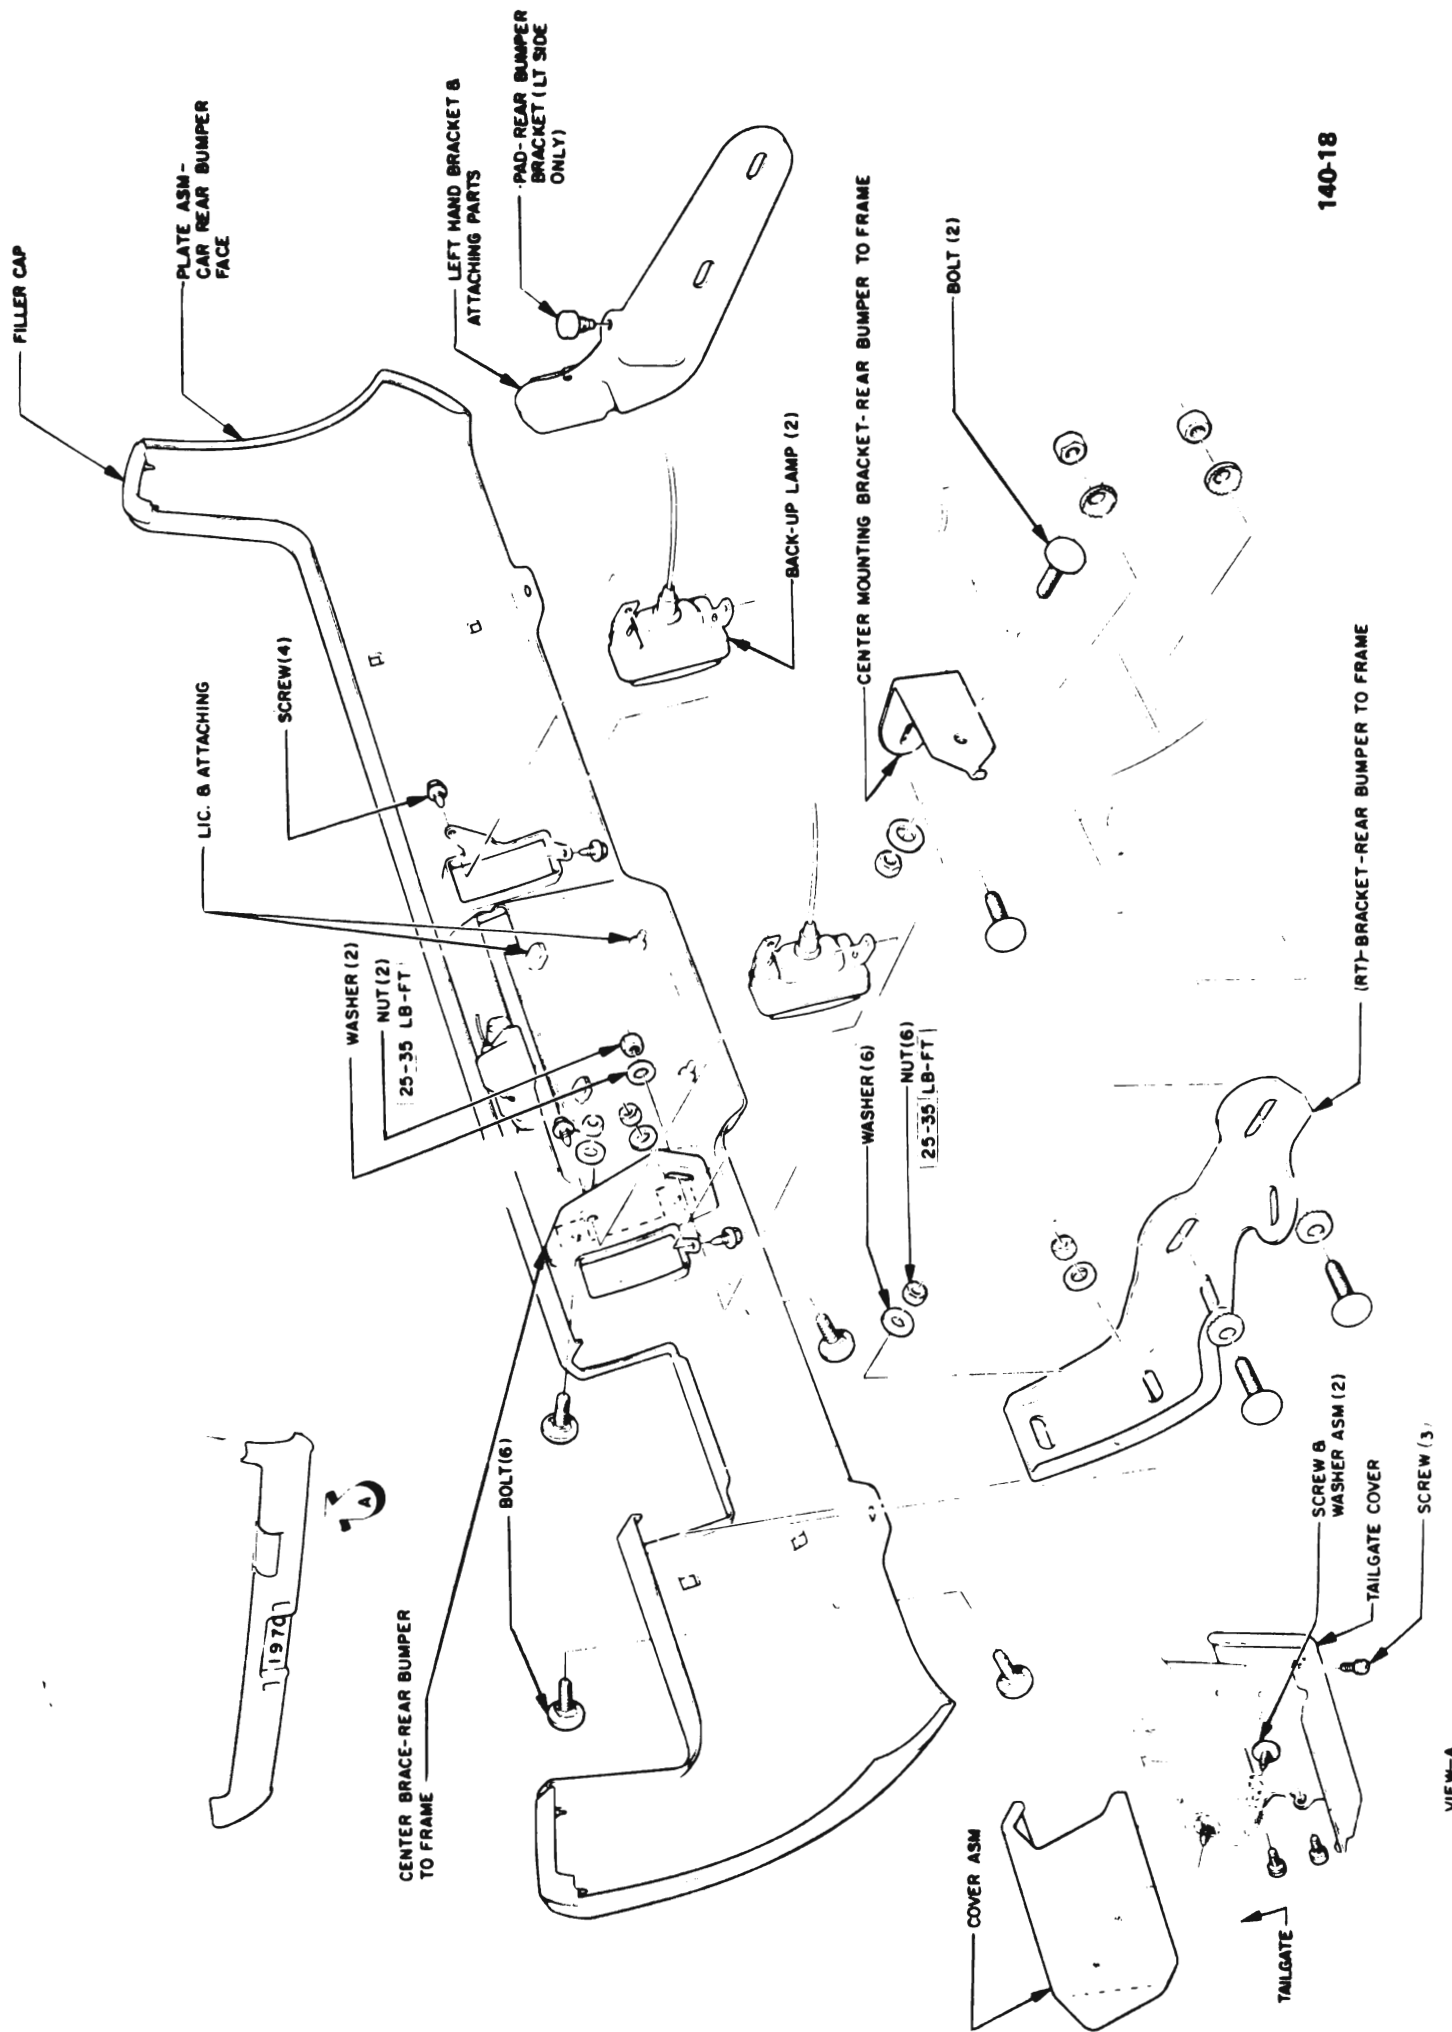 FILLER CAP
PLATE ASM-
CAR REAR BUMPER
FACE
LEFT HAND BRACKET &
ATTACHING PARTS
PAD-REAR BUMPER
BRACKET (LT SIDE
ONLY)
LIC. & ATTACHING
SCREW(4)
WASHER (2)
NUT(2)
25-35 LB-FT
BACK-UP LAMP (2)
CENTER MOUNTING BRACKET-REAR BUMPER TO FRAME
BOLT (2)
140-18
1970
A
CENTER BRACE-REAR BUMPER
TO FRAME
BOLT(6)
WASHER (6)
NUT(6)
25-35 LB-FT
(RT)-BRACKET-REAR BUMPER TO FRAME
COVER ASM
TAILGATE
SCREW &
WASHER ASM (2)
TAILGATE COVER
SCREW (3)
VIEW-A